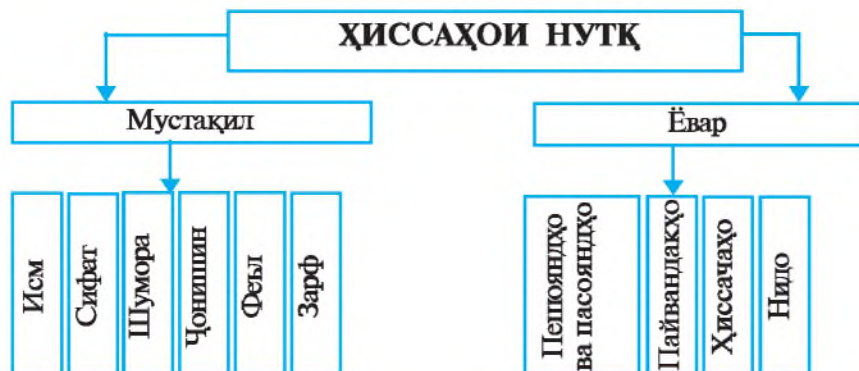 ҲИССАҲОИ НУТҚ
Мустақил
Ёвар
Исм
Сифат
Шумора
Ҷонишин
Феъл
Зарф
Пешояндҳо
ва пасояндҳо
Пайвандакҳо
Ҳиссачаҳо
Нидо